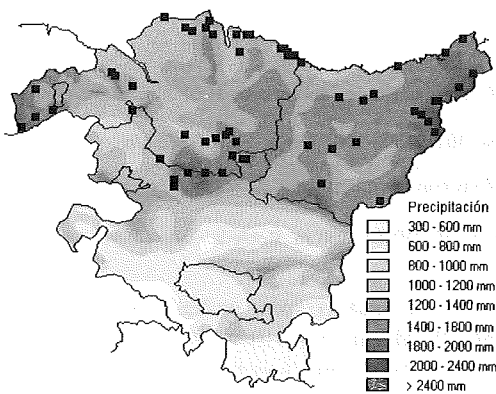 Precipitación
300 - 600 mm
600 - 800 mm
800 - 1000 mm
1000 - 1200 mm
1200 - 1400 mm
1400 - 1800 mm
1800 - 2000 mm
2000 - 2400 mm
> 2400 mm